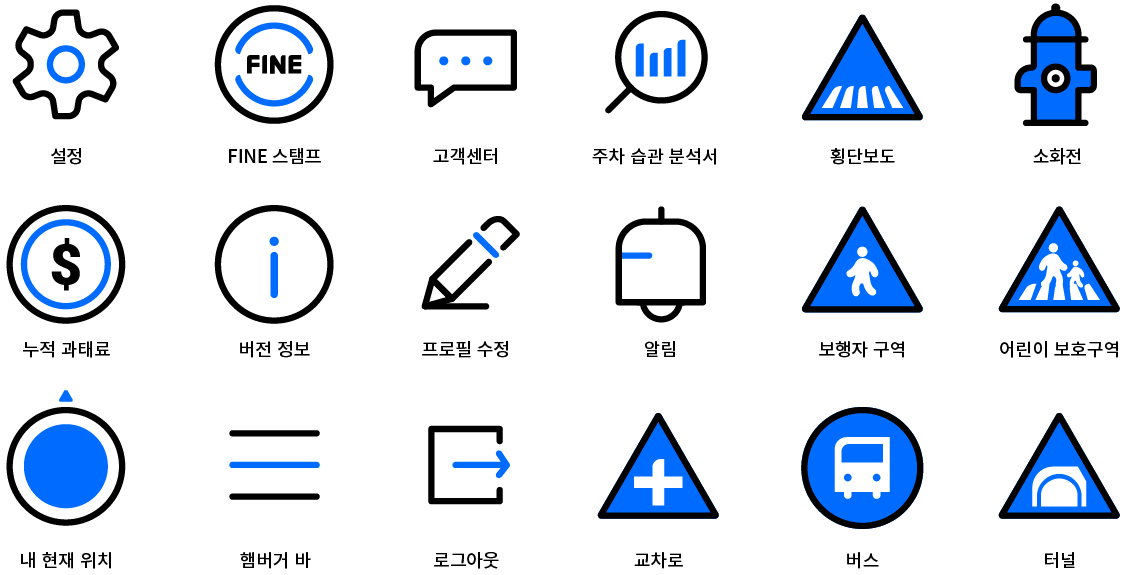 FINE
설정
FINE 스탬프
고객센터
주차 습관 분석서
횡단보도
소화전
$
누적 과태료
버전 정보
프로필 수정
알림
보행자 구역
어린이 보호구역
내 현재 위치
햄버거 바
로그아웃
교차로
버스
터널